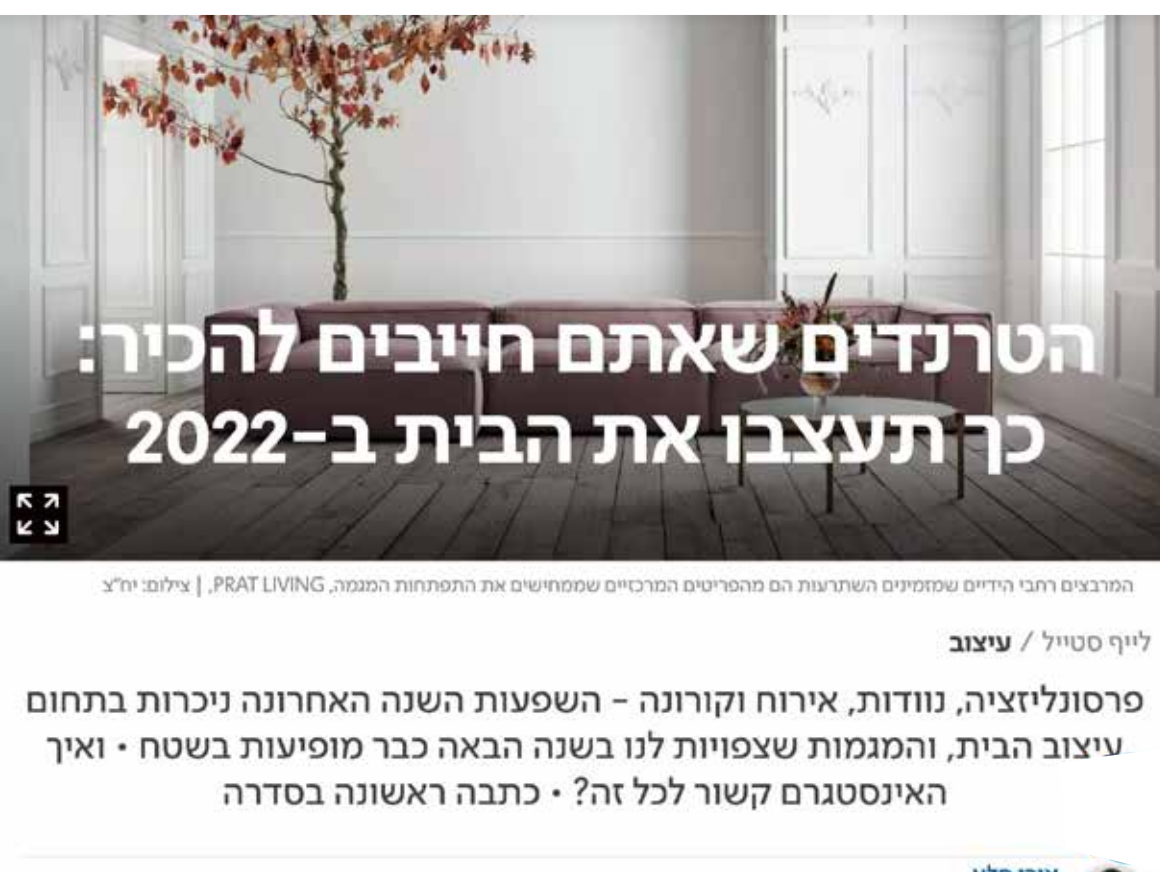 הטרנדים שאתם חייבים להכיר:
כך תעצבו את הבית ב-2022
המרבצים רחבי הידיים שמזמינים השתרעות הם מהפריטים המרכזיים שממחישים את התפתחות המגמה, PRAT LIVING, | צילום: יח"צ
לייף סטייל / עיצוב
פרסונליזציה, נוודות, אירוח וקורונה - השפעות השנה האחרונה ניכרות בתחום
עיצוב הבית, והמגמות שצפויות לנו בשנה הבאה כבר מופיעות בשטח • ואיך
האינסטגרם קשור לכל זה? • כתבה ראשונה בסדרה